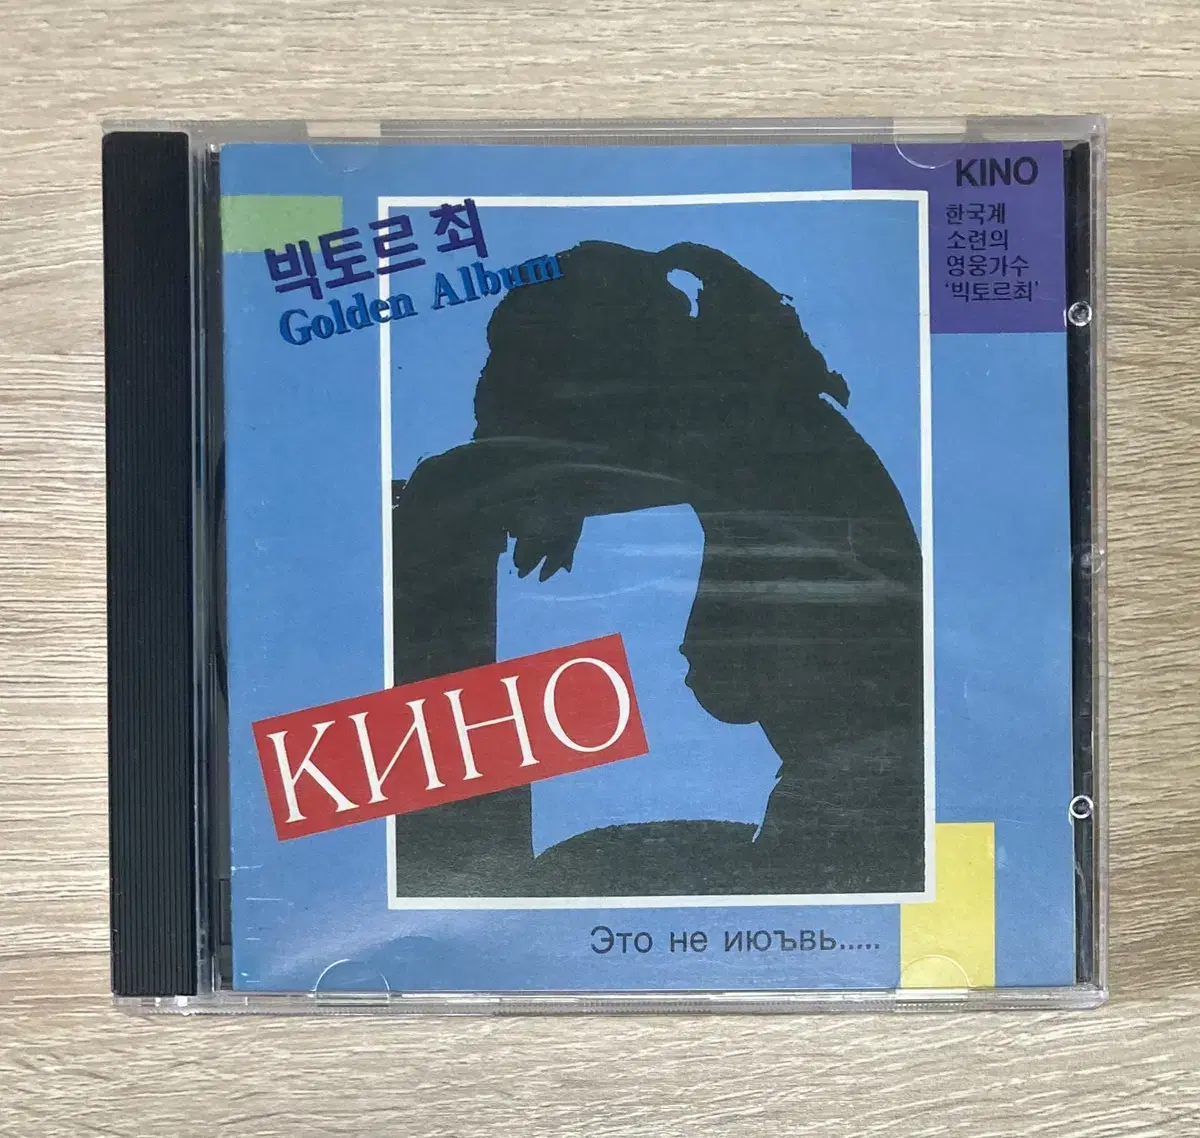 KINO
한국계
소련의
영웅가수
'빅토르최'
빅토르 최
Golden Album
КИНО
Это не июъвь.....